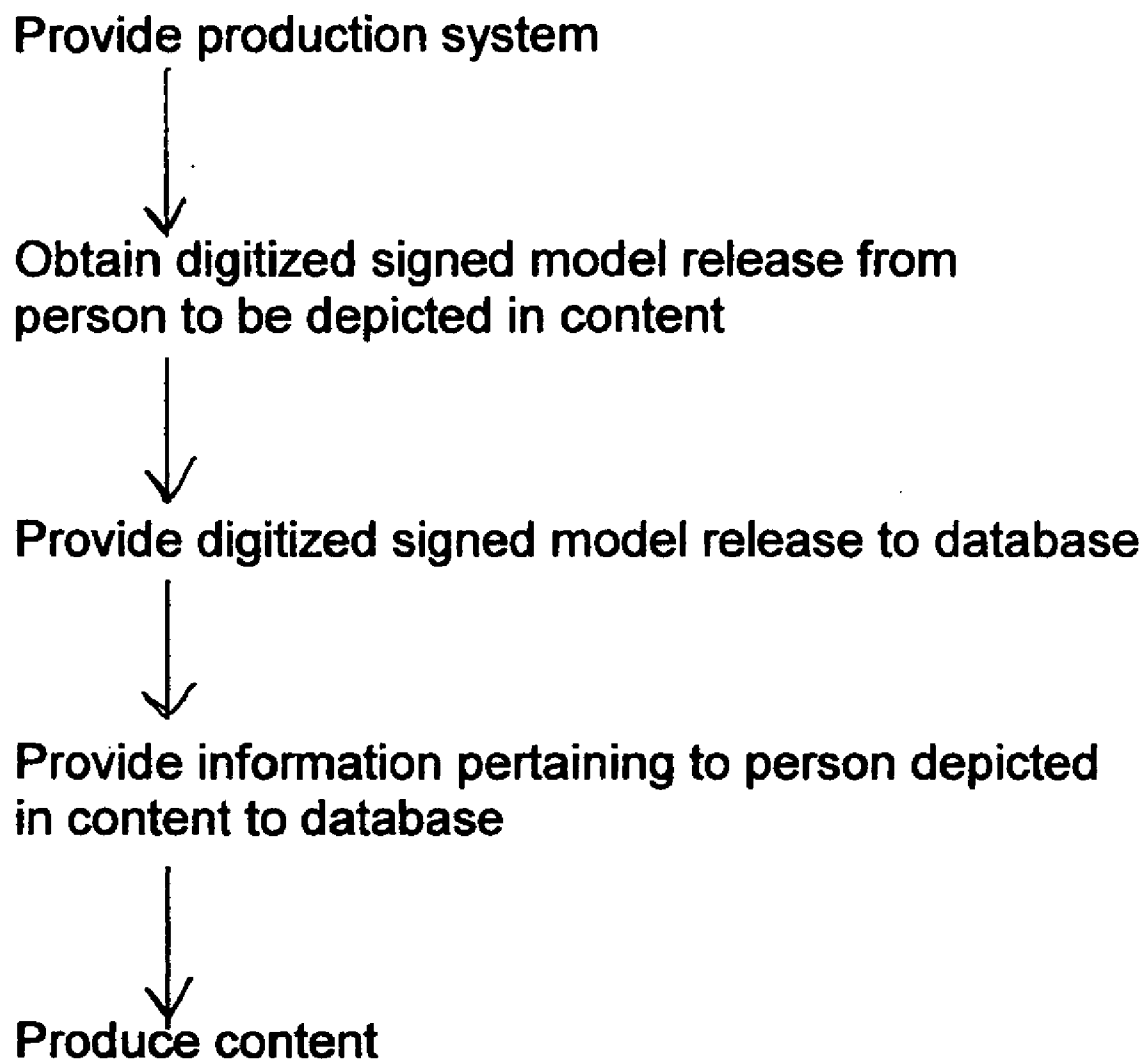 Provide production system
Obtain digitized signed model release from
person to be depicted in content
Provide digitized signed model release to database
Provide information pertaining to person depicted
in content to database
Produce content